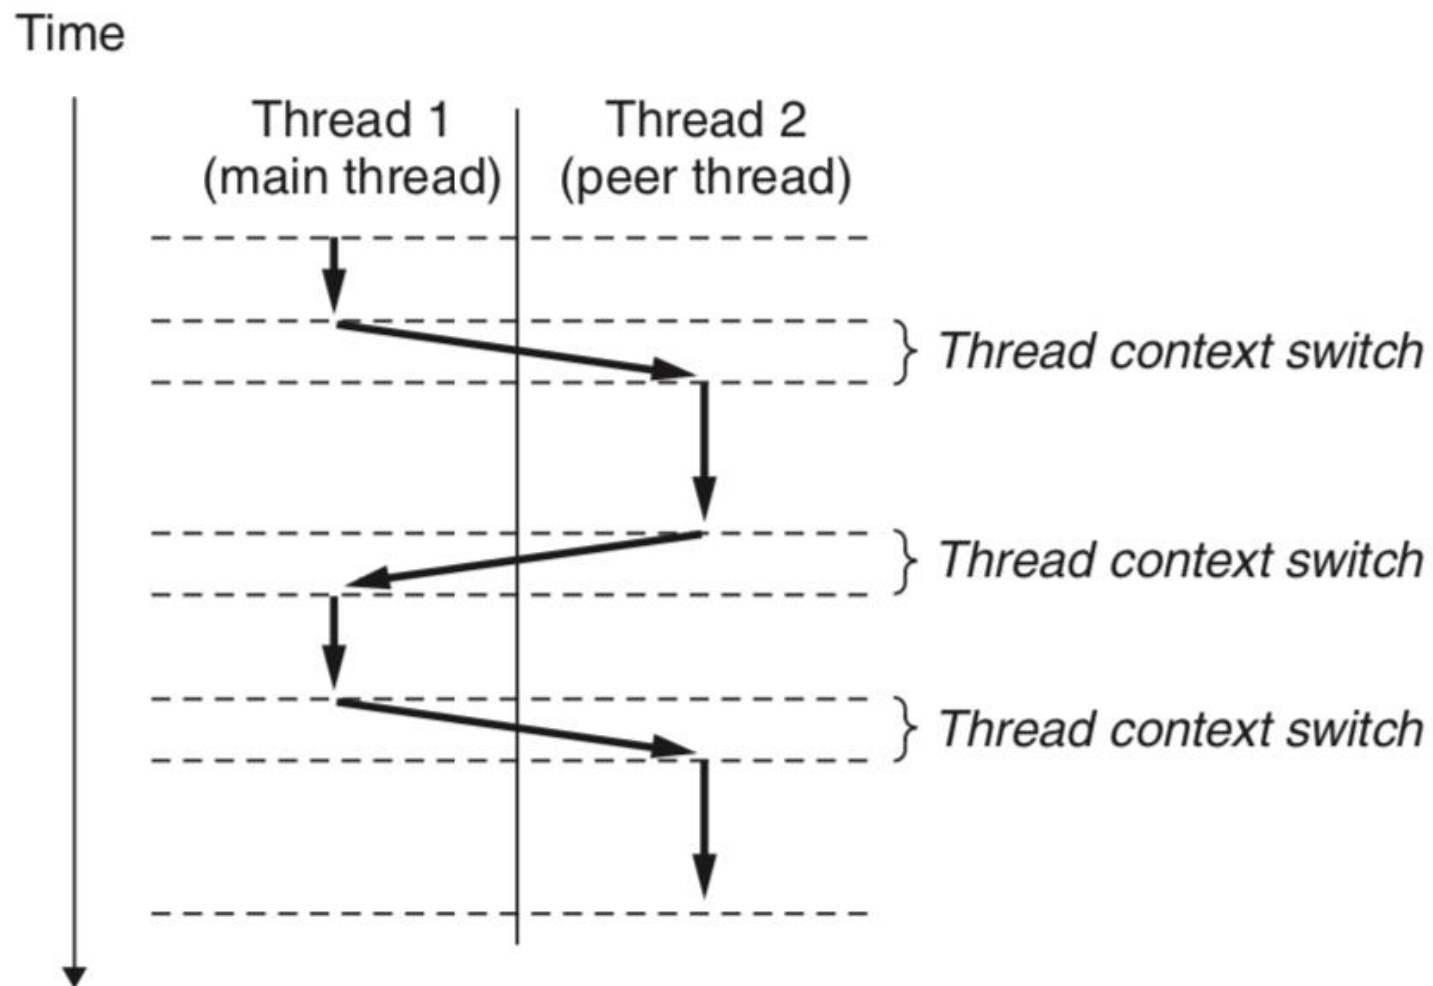 Time
Thread 1
(main thread)
Thread 2
(peer thread)
Thread context switch
Thread context switch
Thread context switch